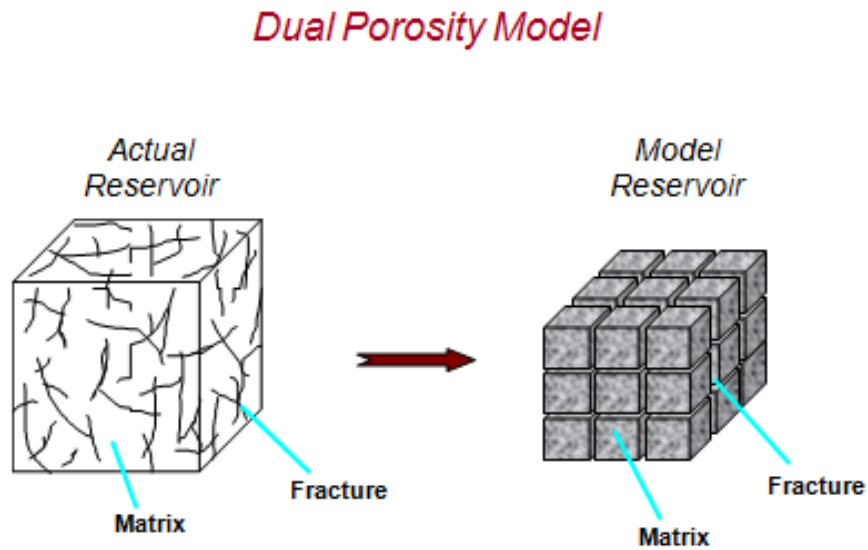 Dual Porosity Model
Actual
Reservoir
Model
Reservoir
Fracture
Matrix
Fracture
Matrix